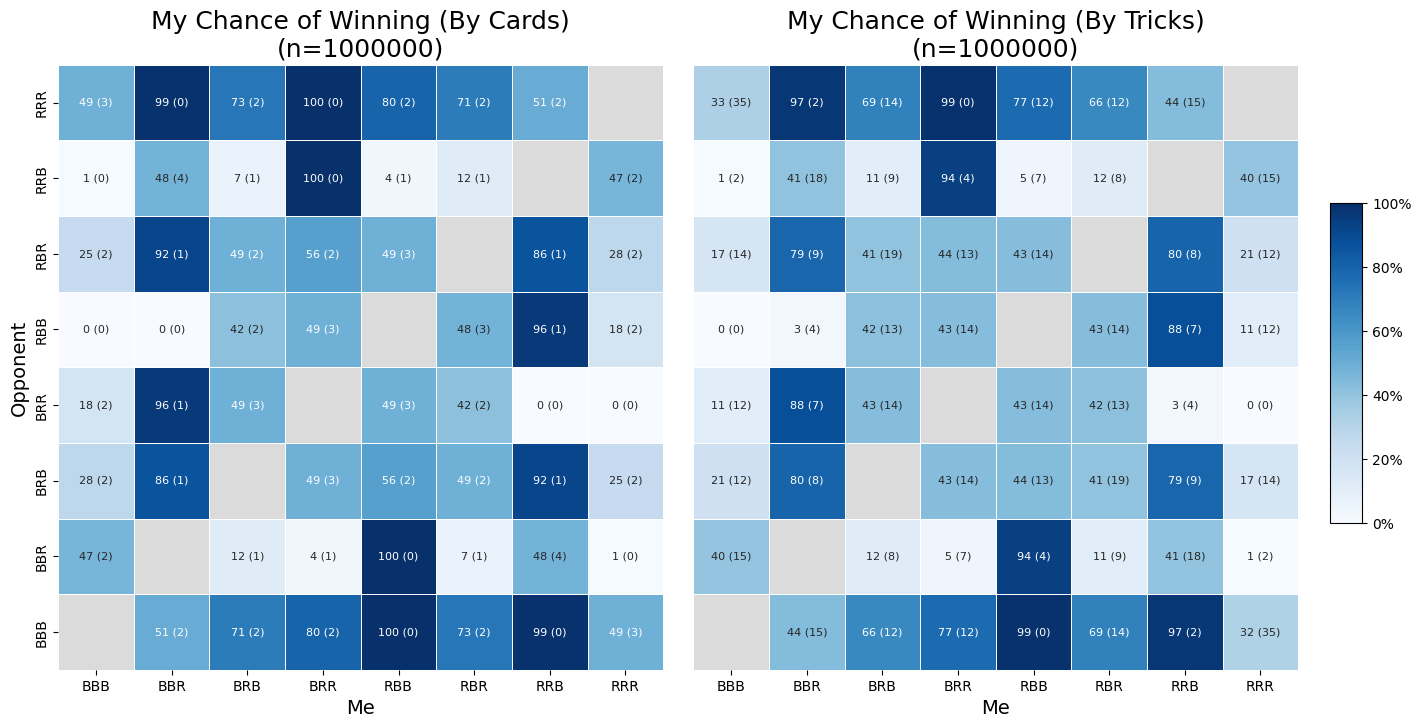 My Chance of Winning (By Cards)
(n=1000000)
My Chance of Winning (By Tricks)
(n=1000000)
RRR
49 (3) 99 (0) 73 (2) 100 (0) 80 (2) 71 (2) 51 (2)
33 (35) 97 (2) 69 (14) 99 (0) 77 (12) 66 (12) 44 (15)
RRB
1 (0) 48 (4) 7 (1) 100 (0) 4 (1) 12 (1) 47 (2)
1 (2) 41 (18) 11 (9) 94 (4) 5 (7) 12 (8) 40 (15)
RBR
25 (2) 92 (1) 49 (2) 56 (2) 49 (3) 86 (1) 28 (2)
17 (14) 79 (9) 41 (19) 44 (13) 43 (14) 80 (8) 21 (12)
RBB
0 (0) 0 (0) 42 (2) 49 (3) 48 (3) 96 (1) 18 (2)
0 (0) 3 (4) 42 (13) 43 (14) 43 (14) 88 (7) 11 (12)
BRR
18 (2) 96 (1) 49 (3) 49 (3) 42 (2) 0 (0) 0 (0)
11 (12) 88 (7) 43 (14) 43 (14) 42 (13) 3 (4) 0 (0)
BRB
28 (2) 86 (1) 49 (3) 56 (2) 49 (2) 92 (1) 25 (2)
21 (12) 80 (8) 43 (14) 44 (13) 41 (19) 79 (9) 17 (14)
BBR
47 (2) 12 (1) 4 (1) 100 (0) 7 (1) 48 (4) 1 (0)
40 (15) 12 (8) 5 (7) 94 (4) 11 (9) 41 (18) 1 (2)
BBB
51 (2) 71 (2) 80 (2) 100 (0) 73 (2) 99 (0) 49 (3)
44 (15) 66 (12) 77 (12) 99 (0) 69 (14) 97 (2) 32 (35)
Opponent
BBB BBR BRB BRR RBB RBR RRB RRR
Me
BBB BBR BRB BRR RBB RBR RRB RRR
Me
100%
80%
60%
40%
20%
0%